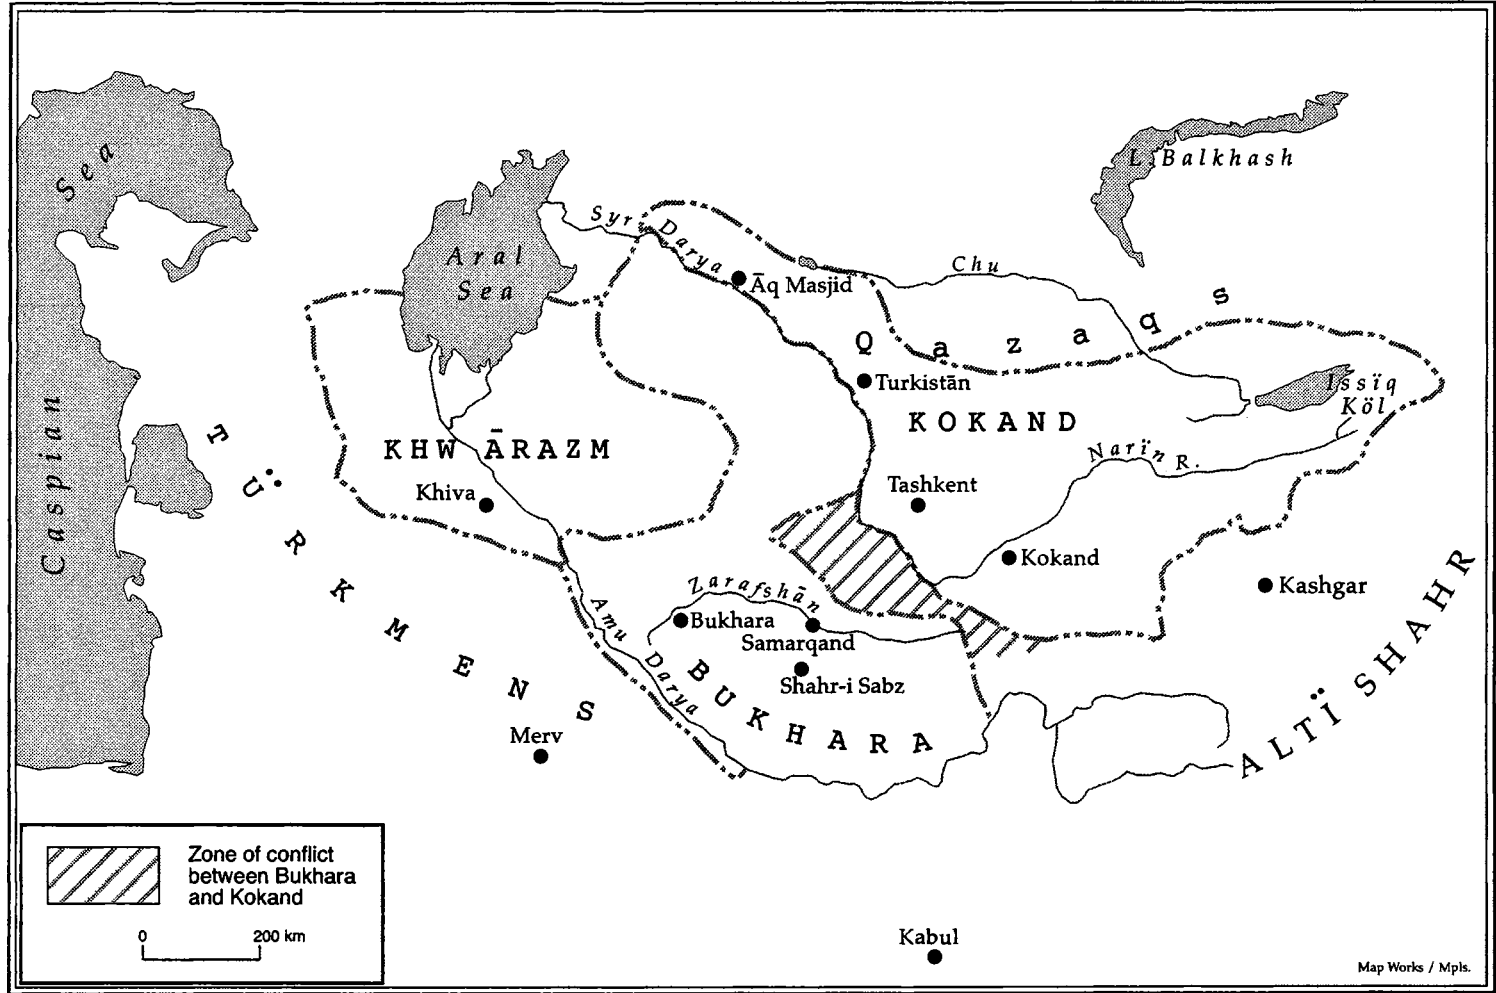 Caspian Sea
Aral
Sea
Syr Darya
L. Balkhash
Chu
Āq Masjid
Qazaqs
Turkistān
Issïq
Köl
KOKAND
Narïn R.
KHWĀRAZM
Khiva
Tashkent
Kokand
Kashgar
TÜRKMENS
Zarafshān
Bukhara
Samarqand
Shahr-i Sabz
Amu Darya
BUKHARA
Merv
ALTÏ SHAHR
Zone of conflict
between Bukhara
and Kokand
0 200 km
Kabul
Map Works / Mpls.